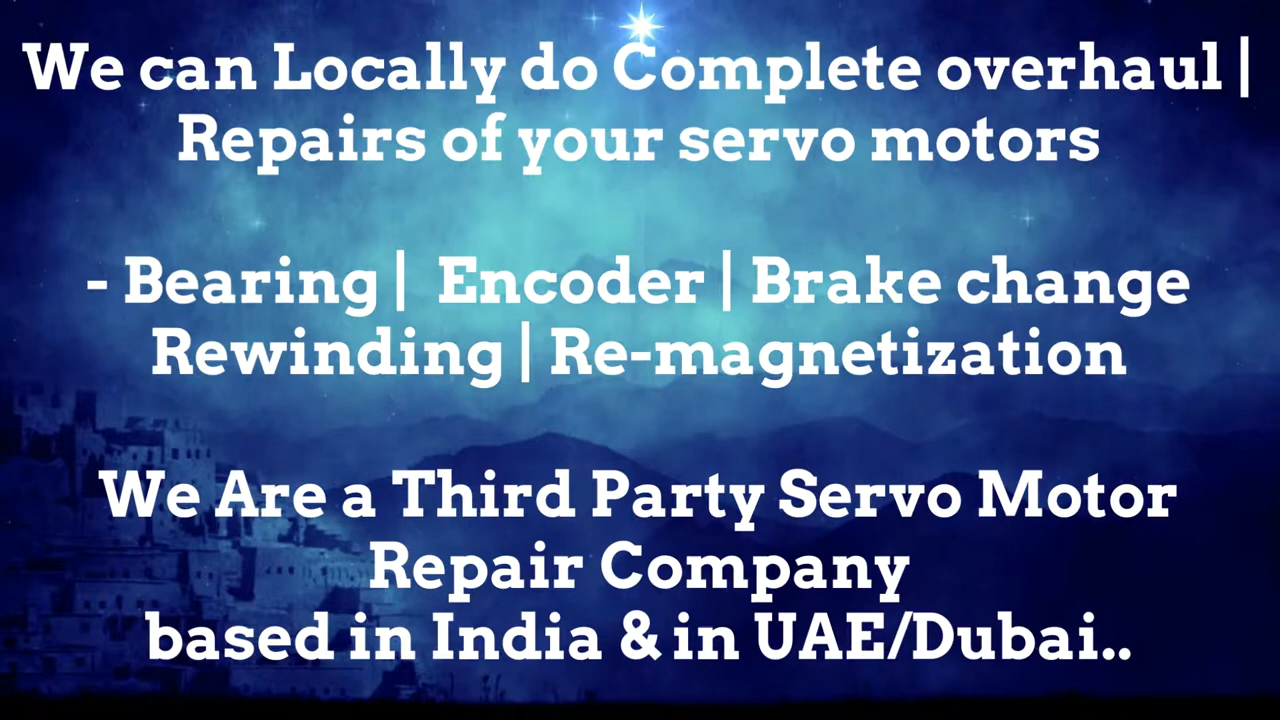 We can Locally do Complete overhaul |
Repairs of your servo motors
- Bearing | Encoder | Brake change
Rewinding | Re-magnetization
We Are a Third Party Servo Motor
Repair Company
based in India & in UAE/Dubai..